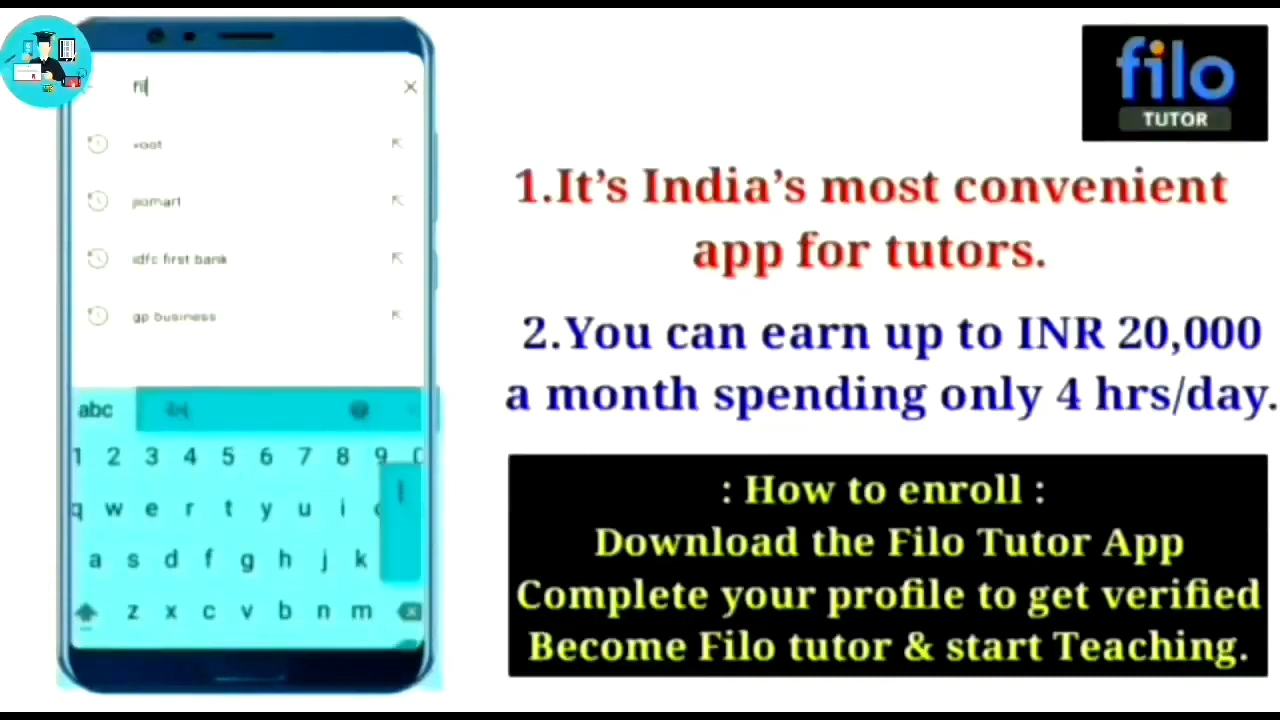 fil
voot
jiomart
idfc first bank
gp business
abc
1 2 3 4 5 6 7 8 9 0
q w e r t y u i
a s d f g h j k l
z x c v b n m
filo
TUTOR
1.It’s India’s most convenient
app for tutors.
2.You can earn up to INR 20,000
a month spending only 4 hrs/day.
: How to enroll :
Download the Filo Tutor App
Complete your profile to get verified
Become Filo tutor & start Teaching.